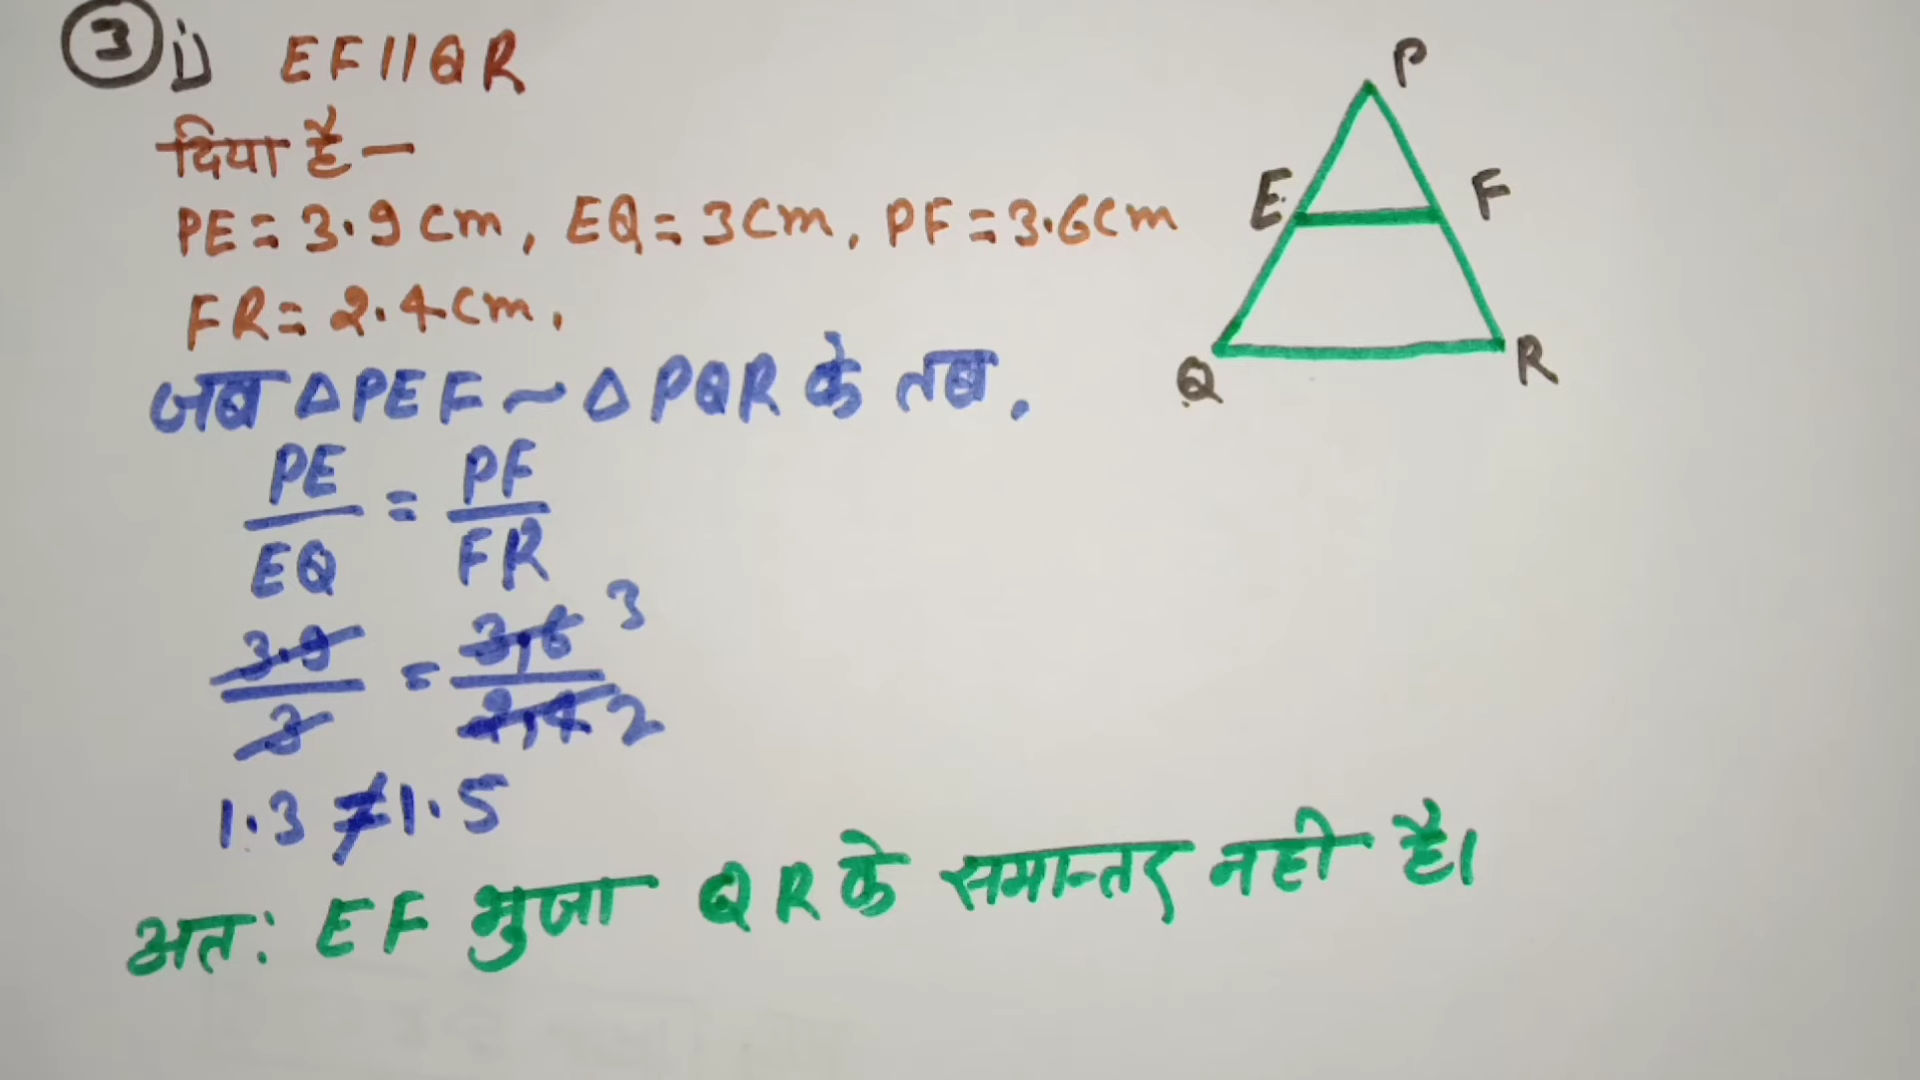 3 i) EF||QR
दिया है –
PE = 3.9 cm, EQ = 3 cm, PF = 3.6 cm
FR = 2.4 cm.
जब △PEF ~ △PQR के तब,
PE/EQ = PF/FR
3.9/3 = 3.6/2.4 3/2
1.3 ≠ 1.5
अतः EF भुजा QR के समान्तर नही है।
P
E F
Q R